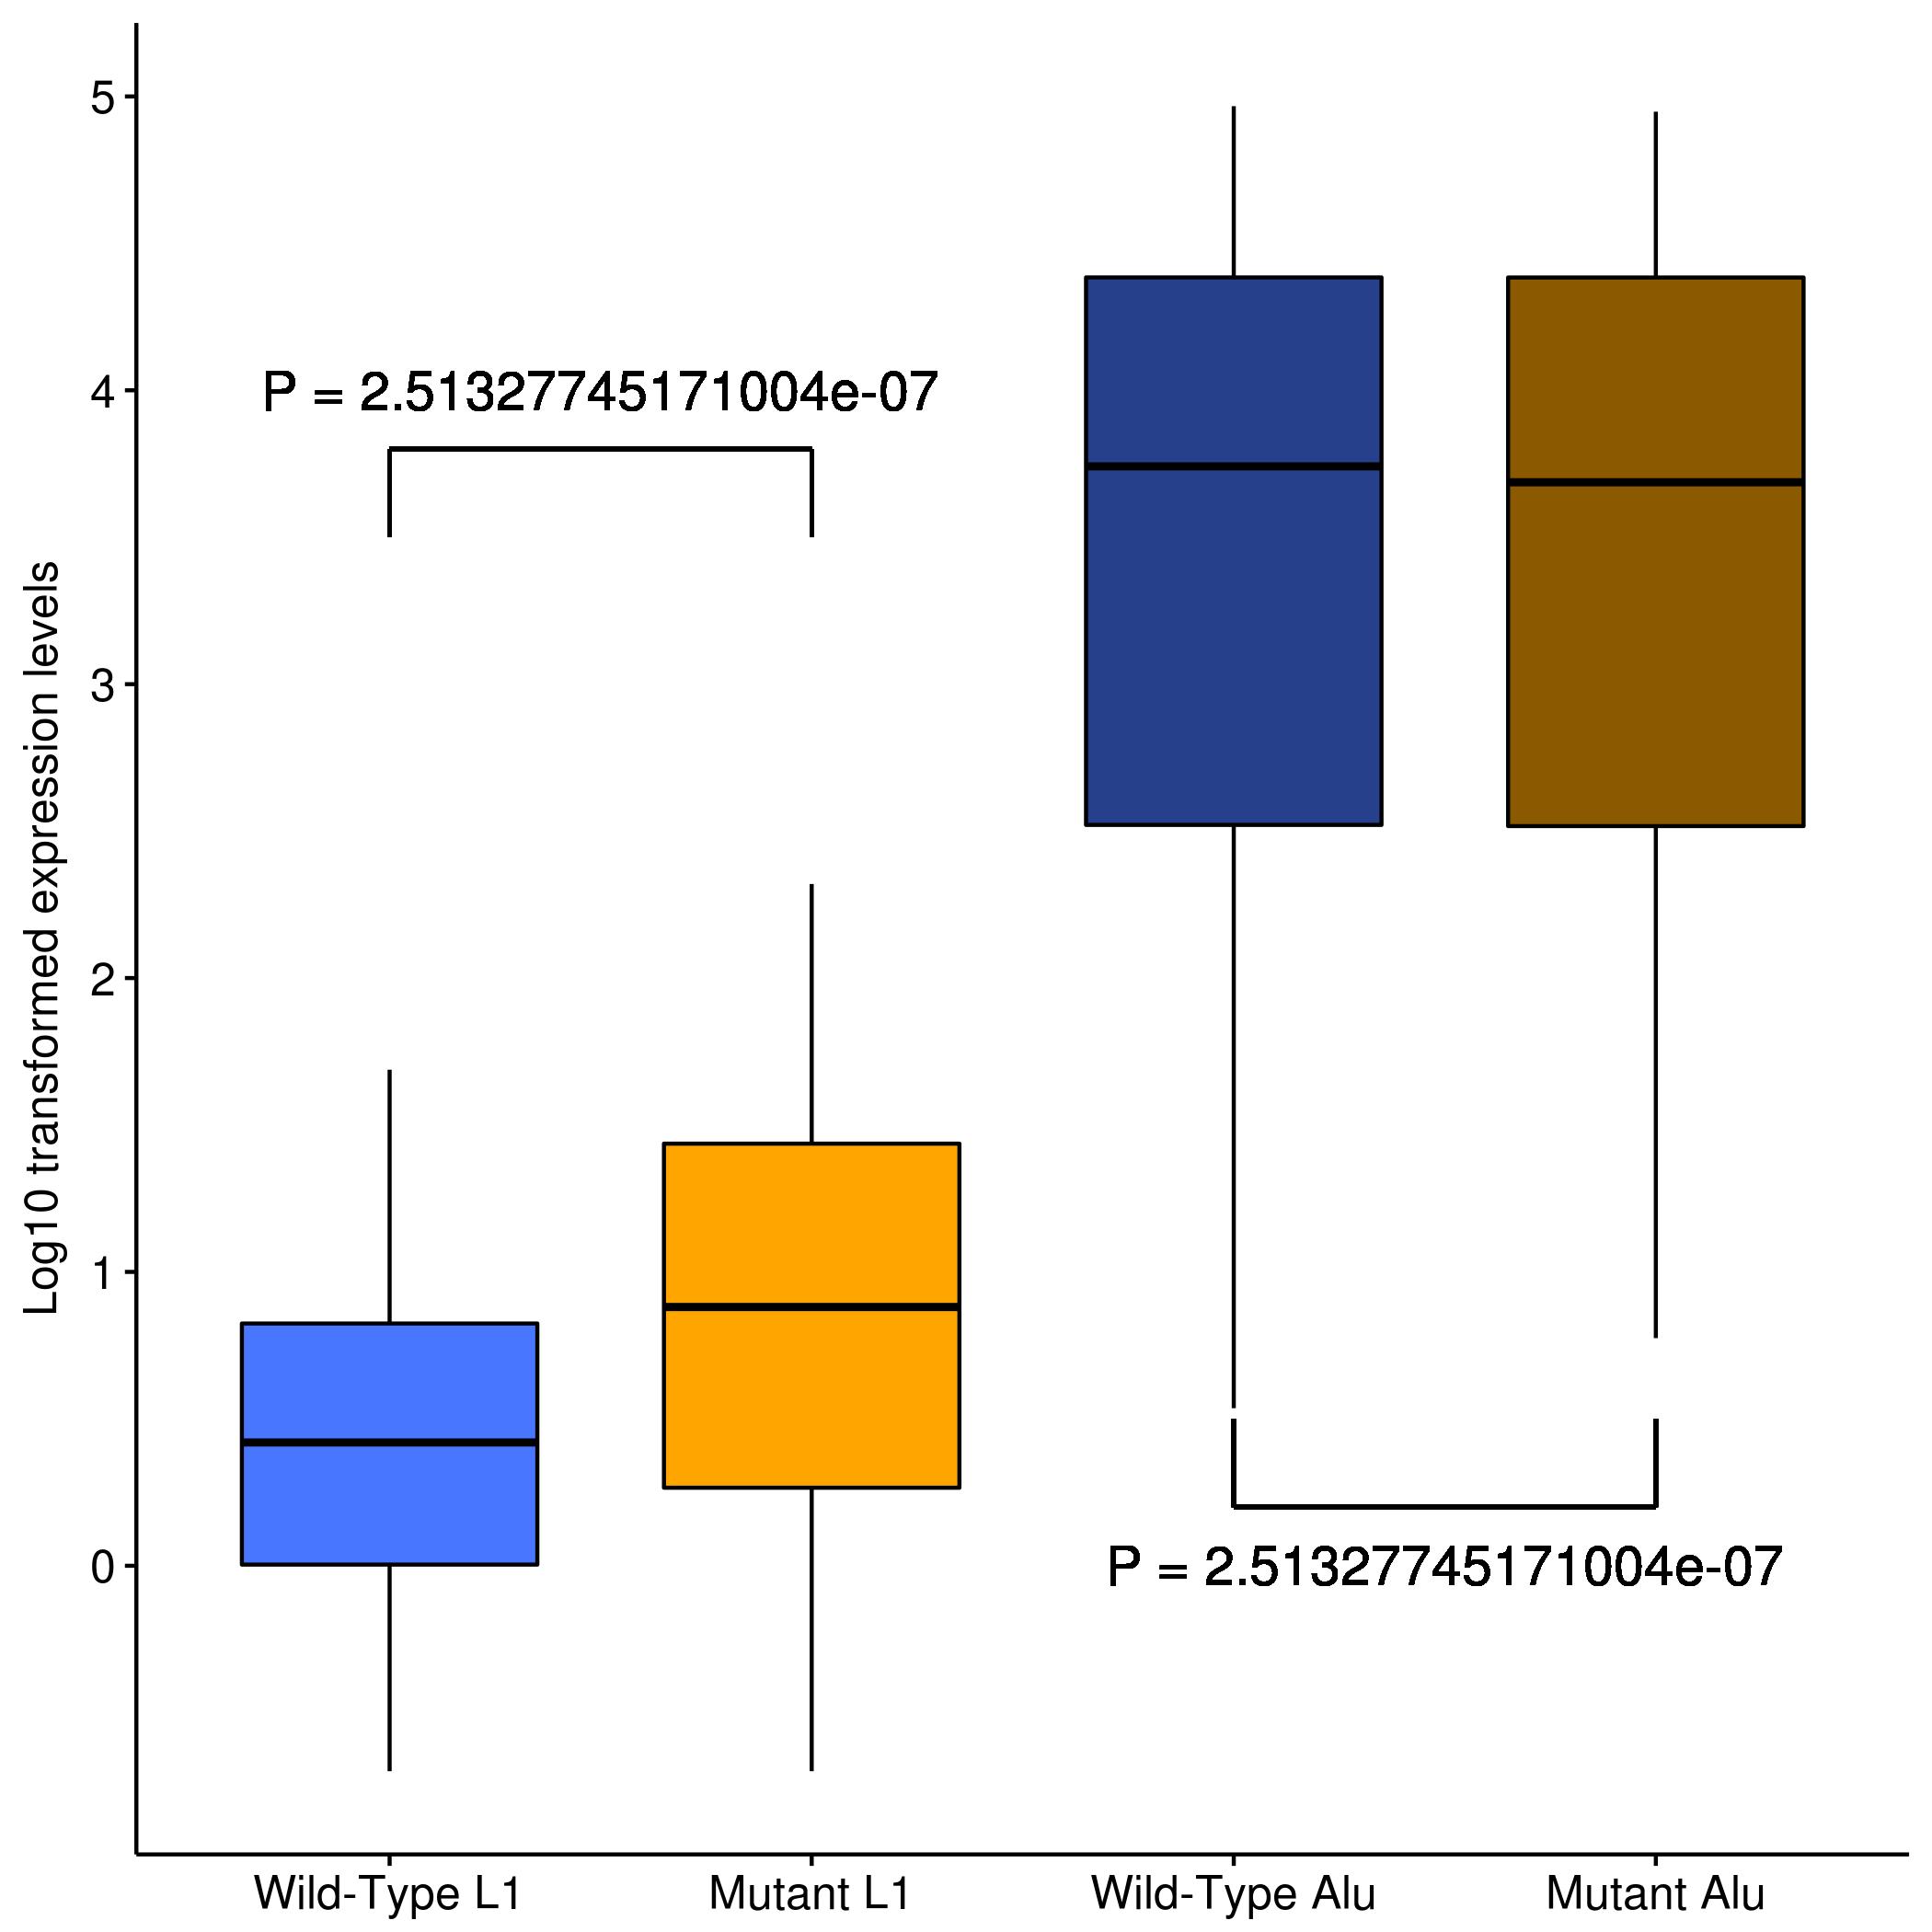 Log10 transformed expression levels
5
4
3
2
1
0
P = 2.51327745171004e-07
P = 2.51327745171004e-07
Wild-Type L1
Mutant L1
Wild-Type Alu
Mutant Alu